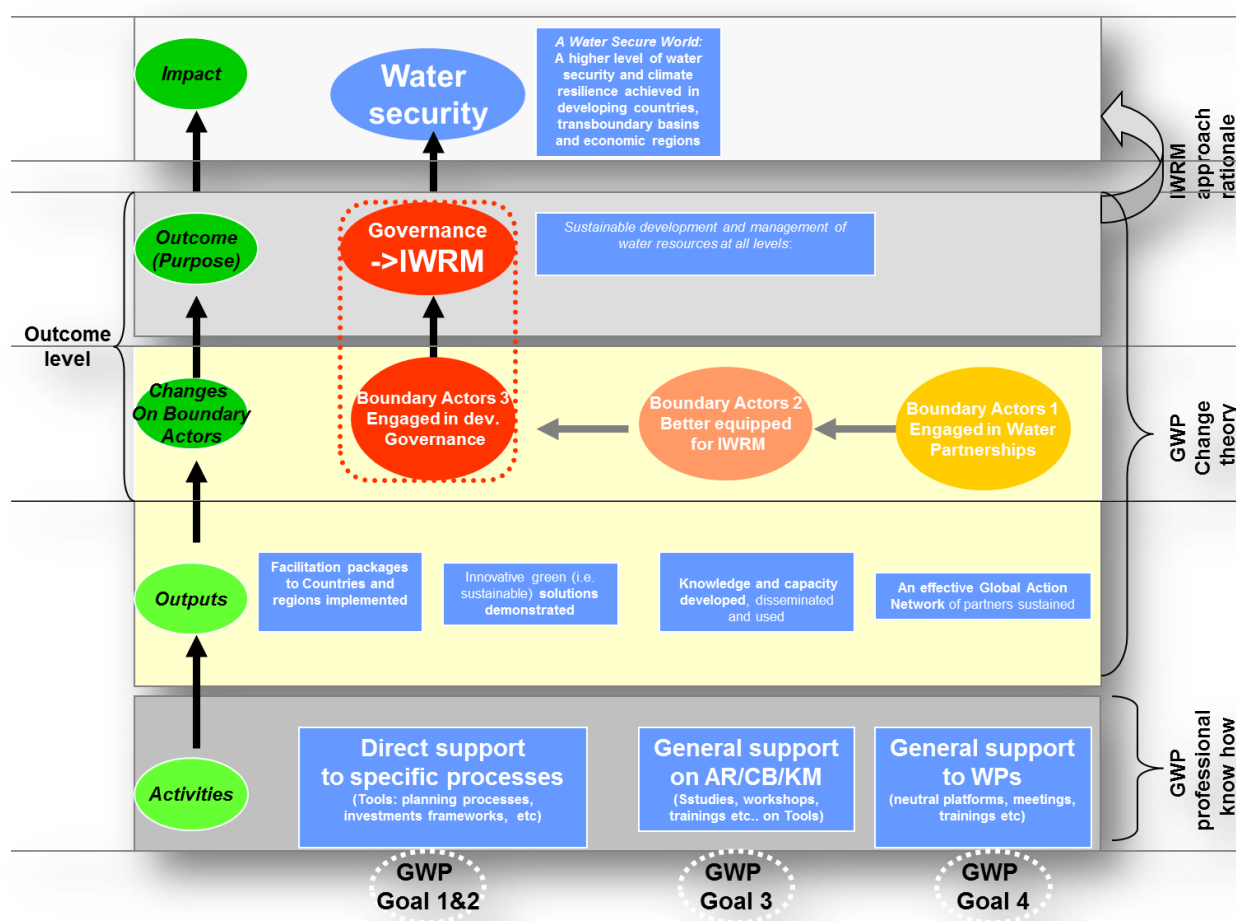 Impact
Water
security
A Water Secure World:
A higher level of water
security and climate
resilience achieved in
developing countries,
transboundary basins
and economic regions
IWRM
approach
rationale
Outcome
(Purpose)
Governance
->IWRM
Sustainable development and management of
water resources at all levels:
Outcome
level
Changes
On Boundary
Actors
Boundary Actors 3
Engaged in dev.
Governance
Boundary Actors 2
Better equipped
for IWRM
Boundary Actors 1
Engaged in Water
Partnerships
GWP
Change
theory
Outputs
Facilitation packages
to Countries and
regions implemented
Innovative green (i.e.
sustainable) solutions
demonstrated
Knowledge and capacity
developed, disseminated
and used
An effective Global Action
Network of partners sustained
Activities
Direct support
to specific processes
(Tools: planning processes,
investments frameworks, etc)
General support
on AR/CB/KM
(Sstudies, workshops,
trainings etc.. on Tools)
General support
to WPs
(neutral platforms, meetings,
trainings etc)
GWP
professional
know how
GWP
Goal 1&2
GWP
Goal 3
GWP
Goal 4